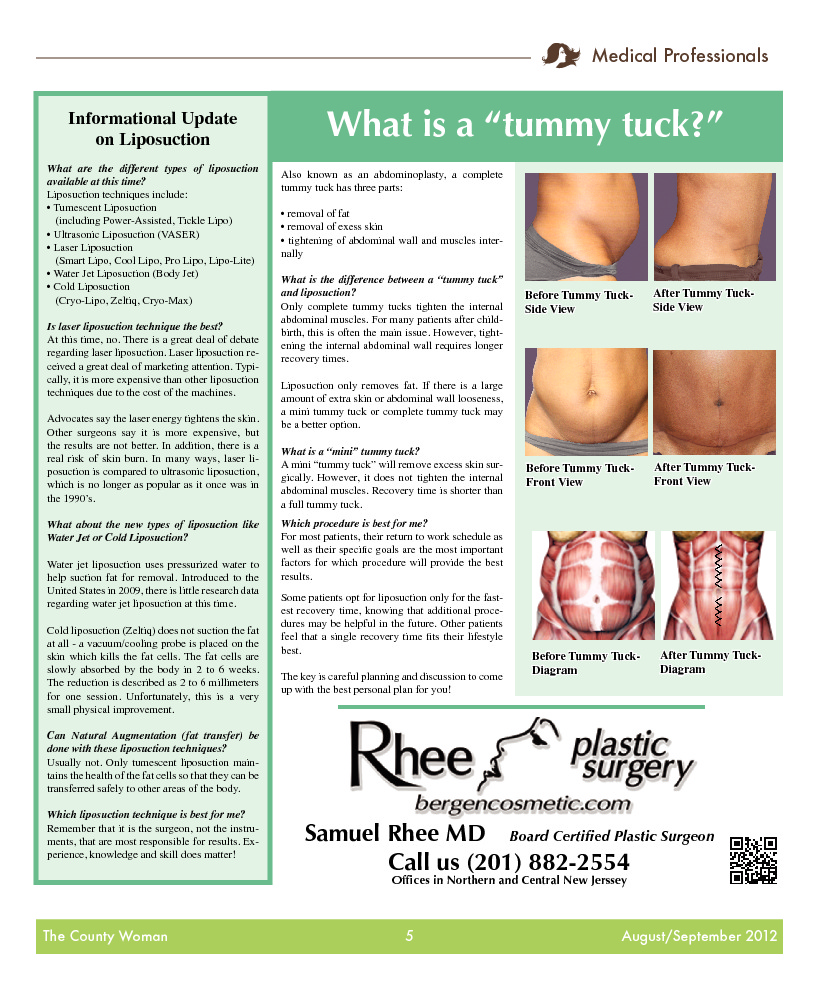 Medical Professionals
Informational Update
on Liposuction
What are the different types of liposuction
available at this time?
Liposuction techniques include:
• Tumescent Liposuction
(including Power-Assisted, Tickle Lipo)
• Ultrasonic Liposuction (VASER)
• Laser Liposuction
(Smart Lipo, Cool Lipo, Pro Lipo, Lipo-Lite)
• Water Jet Liposuction (Body Jet)
• Cold Liposuction
(Cryo-Lipo, Zeltiq, Cryo-Max)
Is laser liposuction technique the best?
At this time, no. There is a great deal of debate
regarding laser liposuction. Laser liposuction re-
ceived a great deal of marketing attention. Typi-
cally, it is more expensive than other liposuction
techniques due to the cost of the machines.
Advocates say the laser energy tightens the skin.
Other surgeons say it is more expensive, but
the results are not better. In addition, there is a
real risk of skin burn. In many ways, laser li-
posuction is compared to ultrasonic liposuction,
which is no longer as popular as it once was in
the 1990's.
What about the new types of liposuction like
Water Jet or Cold Liposuction?
Water jet liposuction uses pressurized water to
help suction fat for removal. Introduced to the
United States in 2009, there is little research data
regarding water jet liposuction at this time.
Cold liposuction (Zeltiq) does not suction the fat
at all - a vacuum/cooling probe is placed on the
skin which kills the fat cells. The fat cells are
slowly absorbed by the body in 2 to 6 weeks.
The reduction is described as 2 to 6 millimeters
for one session. Unfortunately, this is a very
small physical improvement.
Can Natural Augmentation (fat transfer) be
done with these liposuction techniques?
Usually not. Only tumescent liposuction main-
tains the health of the fat cells so that they can be
transferred safely to other areas of the body.
Which liposuction technique is best for me?
Remember that it is the surgeon, not the instru-
ments, that are most responsible for results. Ex-
perience, knowledge and skill does matter!
What is a “tummy tuck?”
Also known as an abdominoplasty, a complete
tummy tuck has three parts:
• removal of fat
• removal of exess skin
• tightening of abdominal wall and muscles inter-
nally
What is the difference between a “tummy tuck”
and liposuction?
Only complete tummy tucks tighten the internal
abdominal muscles. For many patients after child-
birth, this is often the main issue. However, tight-
ening the internal abdominal wall requires longer
recovery times.
Liposuction only removes fat. If there is a large
amount of extra skin or abdominal wall looseness,
a mini tummy tuck or complete tummy tuck may
be a better option.
What is a “mini” tummy tuck?
A mini “tummy tuck” will remove excess skin sur-
gically. However, it does not tighten the internal
abdominal muscles. Recovery time is shorter than
a full tummy tuck.
Which procedure is best for me?
For most patients, their return to work schedule as
well as their specific goals are the most important
factors for which procedure will provide the best
results.
Some patients opt for liposuction only for the fast-
est recovery time, knowing that additional proce-
dures may be helpful in the future. Other patients
feel that a single recovery time fits their lifestyle
best.
The key is careful planning and discussion to come
up with the best personal plan for you!
Before Tummy Tuck-
Side View
After Tummy Tuck-
Side View
Before Tummy Tuck-
Front View
After Tummy Tuck-
Front View
Before Tummy Tuck-
Diagram
After Tummy Tuck-
Diagram
Rhee plastic surgery
bergencosmetic.com
Samuel Rhee MD Board Certified Plastic Surgeon
Call us (201) 882-2554
Offices in Northern and Central New Jerssey
The County Woman 5 August/September 2012